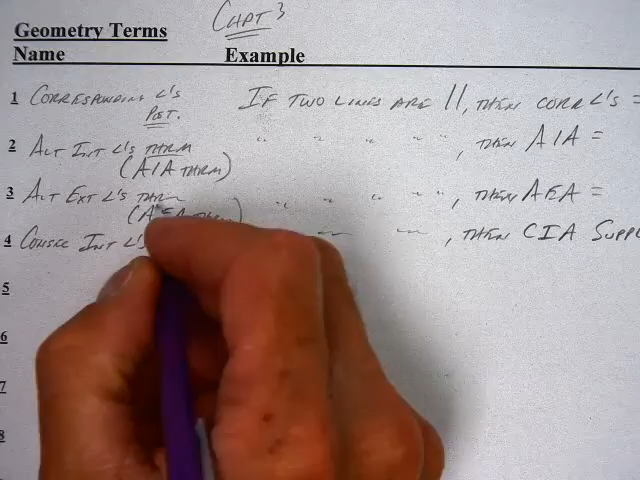 CHPT 3
Geometry Terms
Name Example
1 CORRESPONDING ∠'S IF TWO LINES ARE ||, THEN CORR ∠'S =
POST.
2 ALT INT ∠'S THRM " " " " " , THEN AIA =
(AIA THRM)
3 ALT EXT ∠'S THRM " " " " " , THEN AEA =
(AEA THRM)
4 CONSEC INT ∠'S , THEN CIA SUPP
5
6
7
8